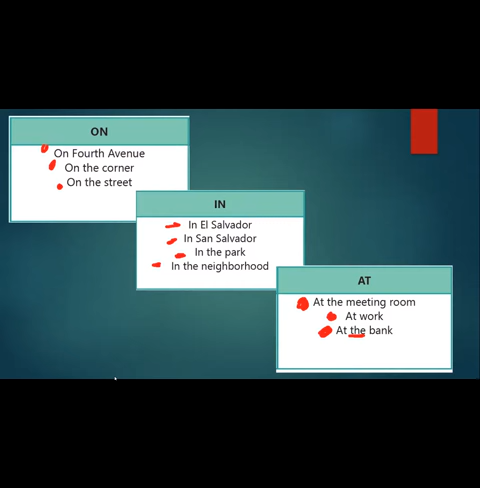 ON
On Fourth Avenue
On the corner
On the street
IN
In El Salvador
In San Salvador
In the park
In the neighborhood
AT
At the meeting room
At work
At the bank